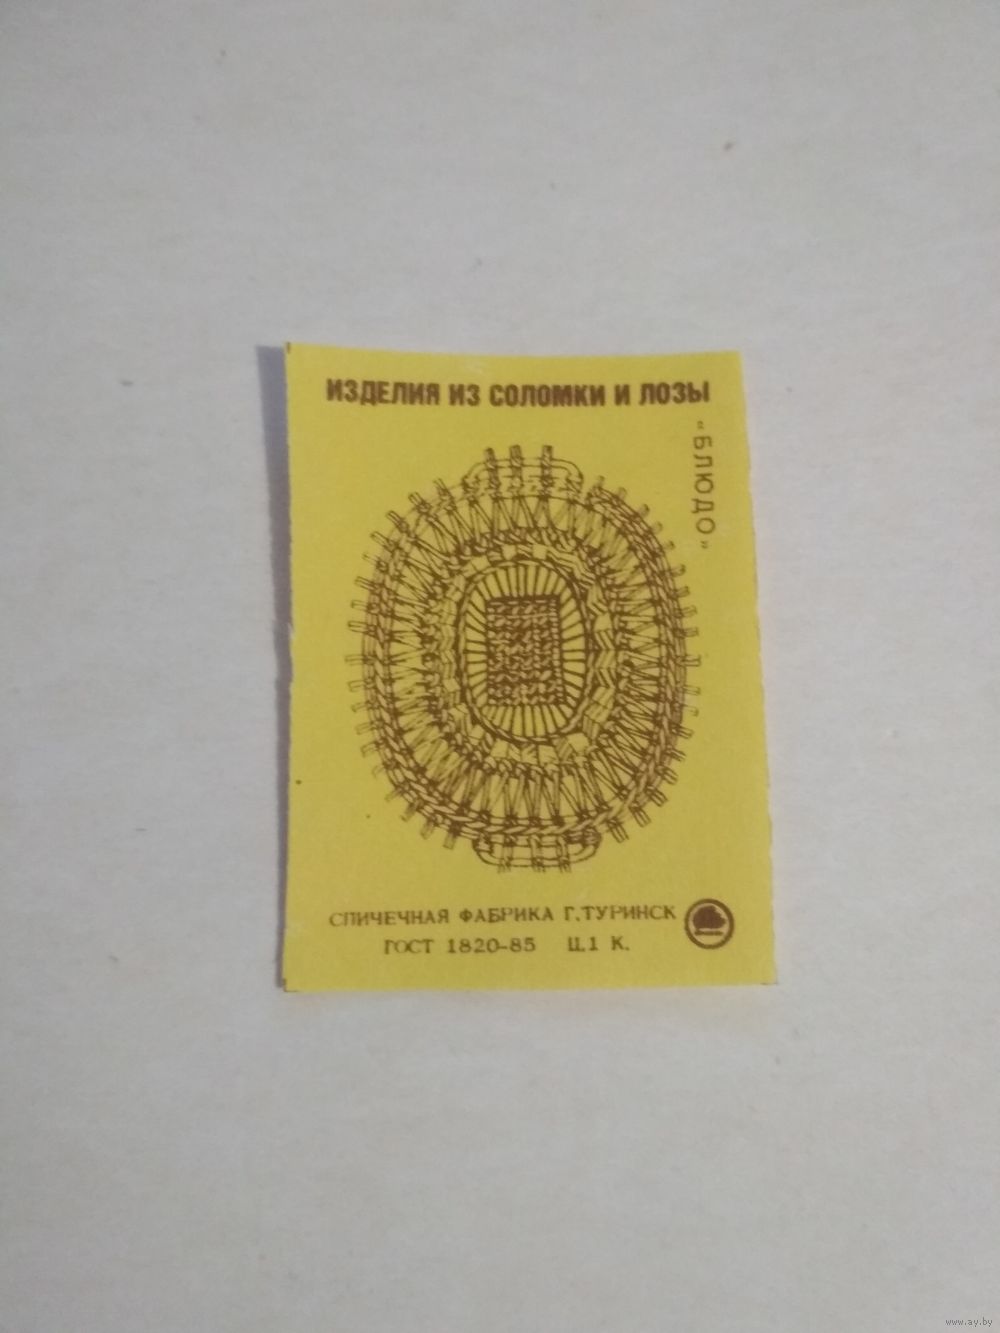 ИЗДЕЛИЯ ИЗ СОЛОМКИ И ЛОЗЫ
«БЛЮДО»
СПИЧЕЧНАЯ ФАБРИКА Г.ТУРИНСК
ГОСТ 1820-85 Ц.1 К.
www.ay.by